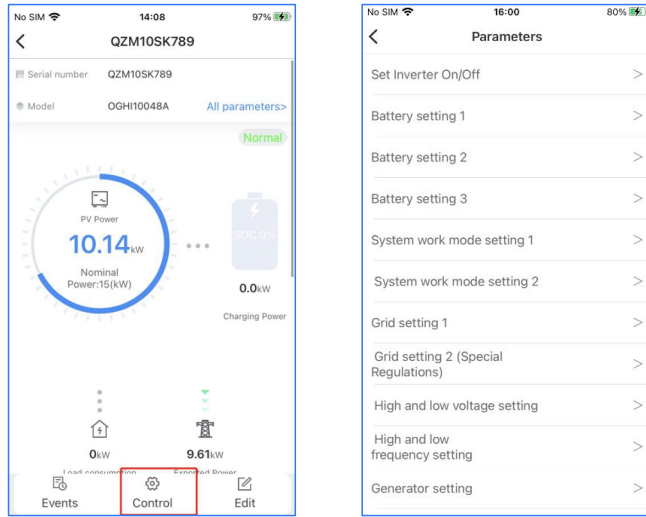 No SIM 14:08 97%
QZM10SK789
Serial number QZM10SK789
Model OGHI10048A All parameters>
Normal
PV Power
10.14kW
Nominal
Power:15(kW)
SOC:0%
0.0kW
Charging Power
0kW 9.61kW
Load consumption Exported Power
Events Control Edit
No SIM 16:00 80%
Parameters
Set Inverter On/Off
Battery setting 1
Battery setting 2
Battery setting 3
System work mode setting 1
System work mode setting 2
Grid setting 1
Grid setting 2 (Special
Regulations)
High and low voltage setting
High and low
frequency setting
Generator setting